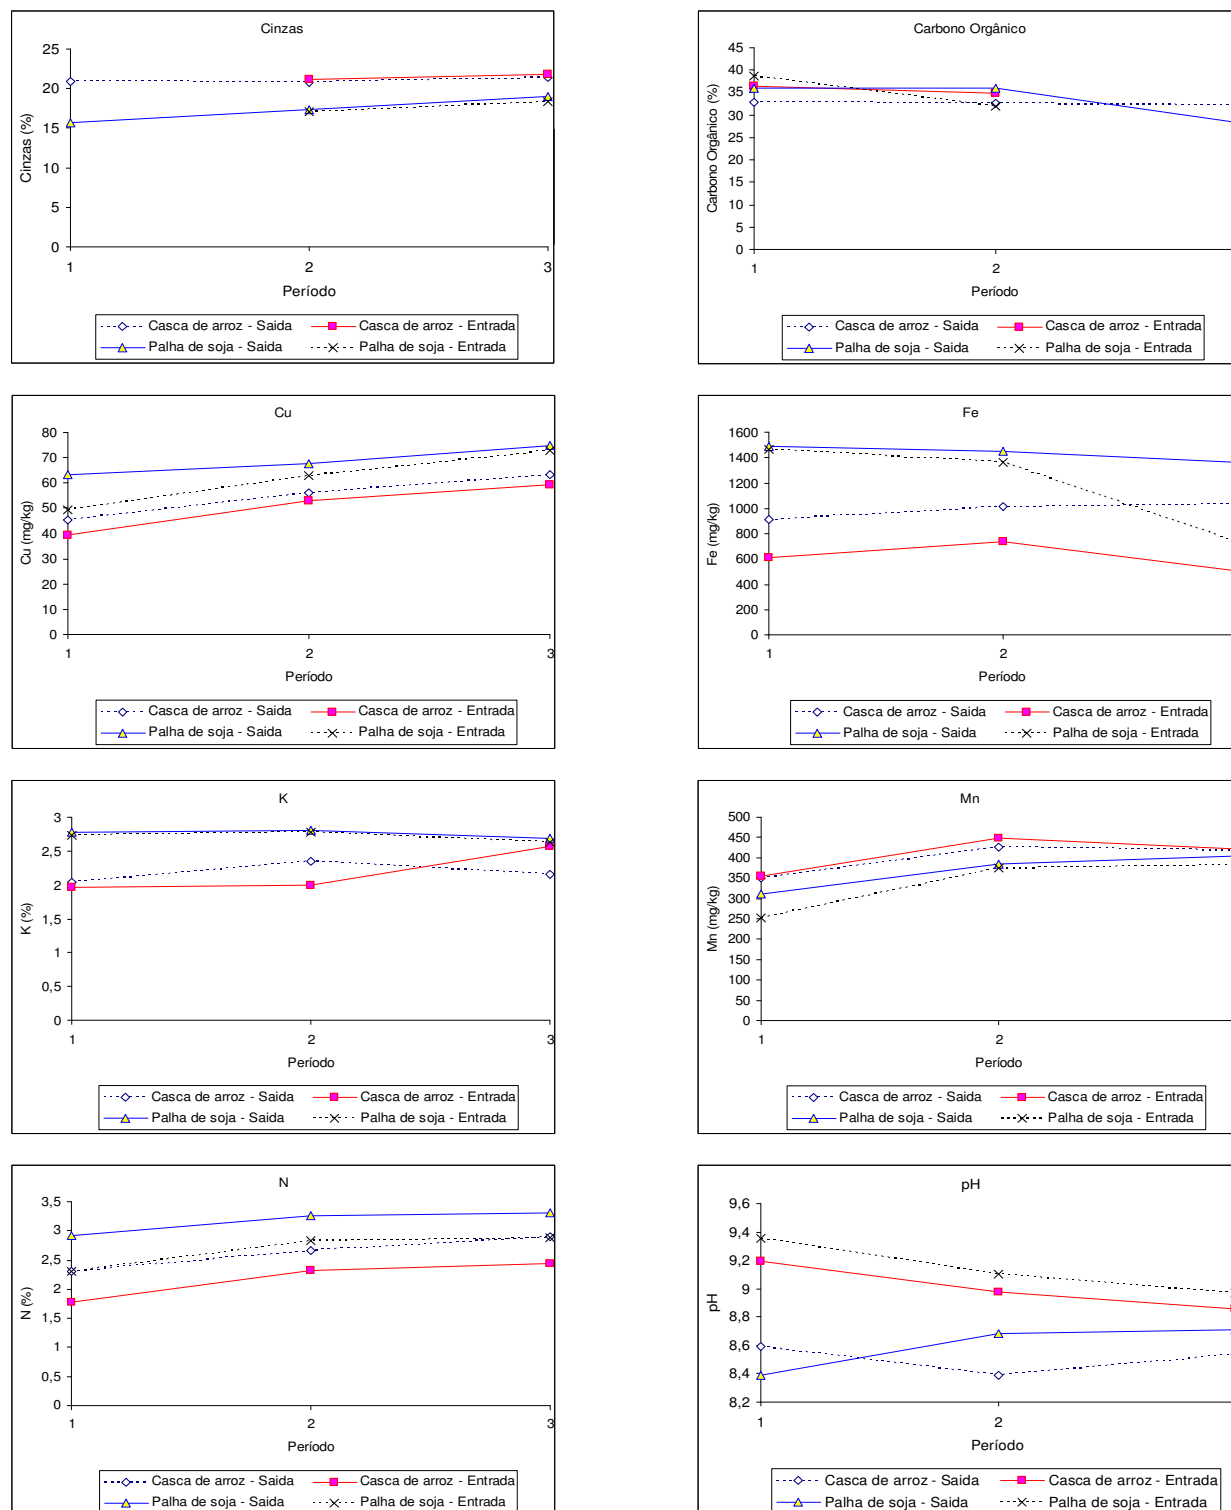 Cinzas
25
20
15
10
5
0
Cinzas (%)
1 2 3
Período
Casca de arroz - Saida Casca de arroz - Entrada
Palha de soja - Saida Palha de soja - Entrada
Carbono Orgânico
45
40
35
30
25
20
15
10
5
0
Carbono Orgânico (%)
1 2
Período
Casca de arroz - Saida Casca de arroz - Entrada
Palha de soja - Saida Palha de soja - Entrada
Cu
80
70
60
50
40
30
20
10
0
Cu (mg/kg)
1 2 3
Período
Casca de arroz - Saida Casca de arroz - Entrada
Palha de soja - Saida Palha de soja - Entrada
Fe
1600
1400
1200
1000
800
600
400
200
0
Fe (mg/kg)
1 2
Período
Casca de arroz - Saida Casca de arroz - Entrada
Palha de soja - Saida Palha de soja - Entrada
K
3
2,5
2
1,5
1
0,5
0
K (%)
1 2 3
Período
Casca de arroz - Saida Casca de arroz - Entrada
Palha de soja - Saida Palha de soja - Entrada
Mn
500
450
400
350
300
250
200
150
100
50
0
Mn (mg/kg)
1 2
Período
Casca de arroz - Saida Casca de arroz - Entrada
Palha de soja - Saida Palha de soja - Entrada
N
3,5
3
2,5
2
1,5
1
0,5
0
N (%)
1 2 3
Período
Casca de arroz - Saida Casca de arroz - Entrada
Palha de soja - Saida Palha de soja - Entrada
pH
9,6
9,4
9,2
9
8,8
8,6
8,4
8,2
pH
1 2
Período
Casca de arroz - Saida Casca de arroz - Entrada
Palha de soja - Saida Palha de soja - Entrada